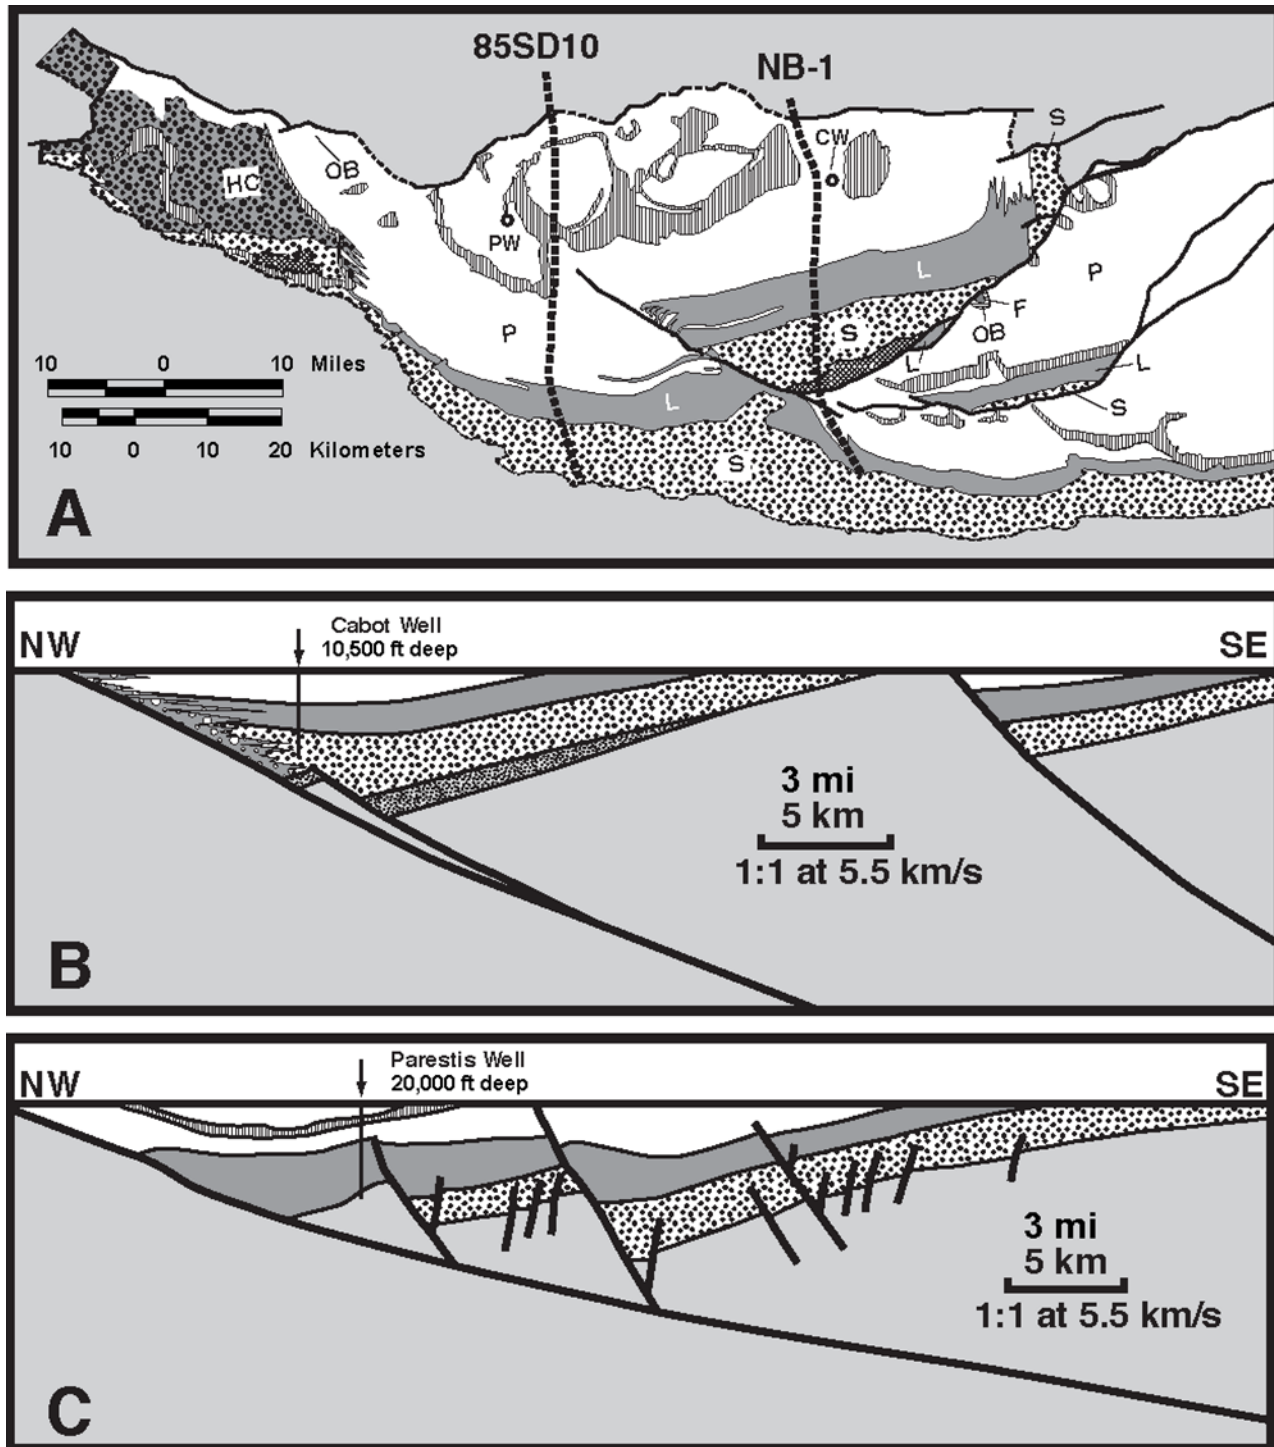 85SD10
NB-1
S
CW
OB
HC
PW
L
P
P
F
S
OB
L
L
S
L
S
10 0 10 Miles
10 0 10 20 Kilometers
A
NW
Cabot Well
10,500 ft deep
SE
3 mi
5 km
1:1 at 5.5 km/s
B
NW
Parestis Well
20,000 ft deep
SE
3 mi
5 km
1:1 at 5.5 km/s
C